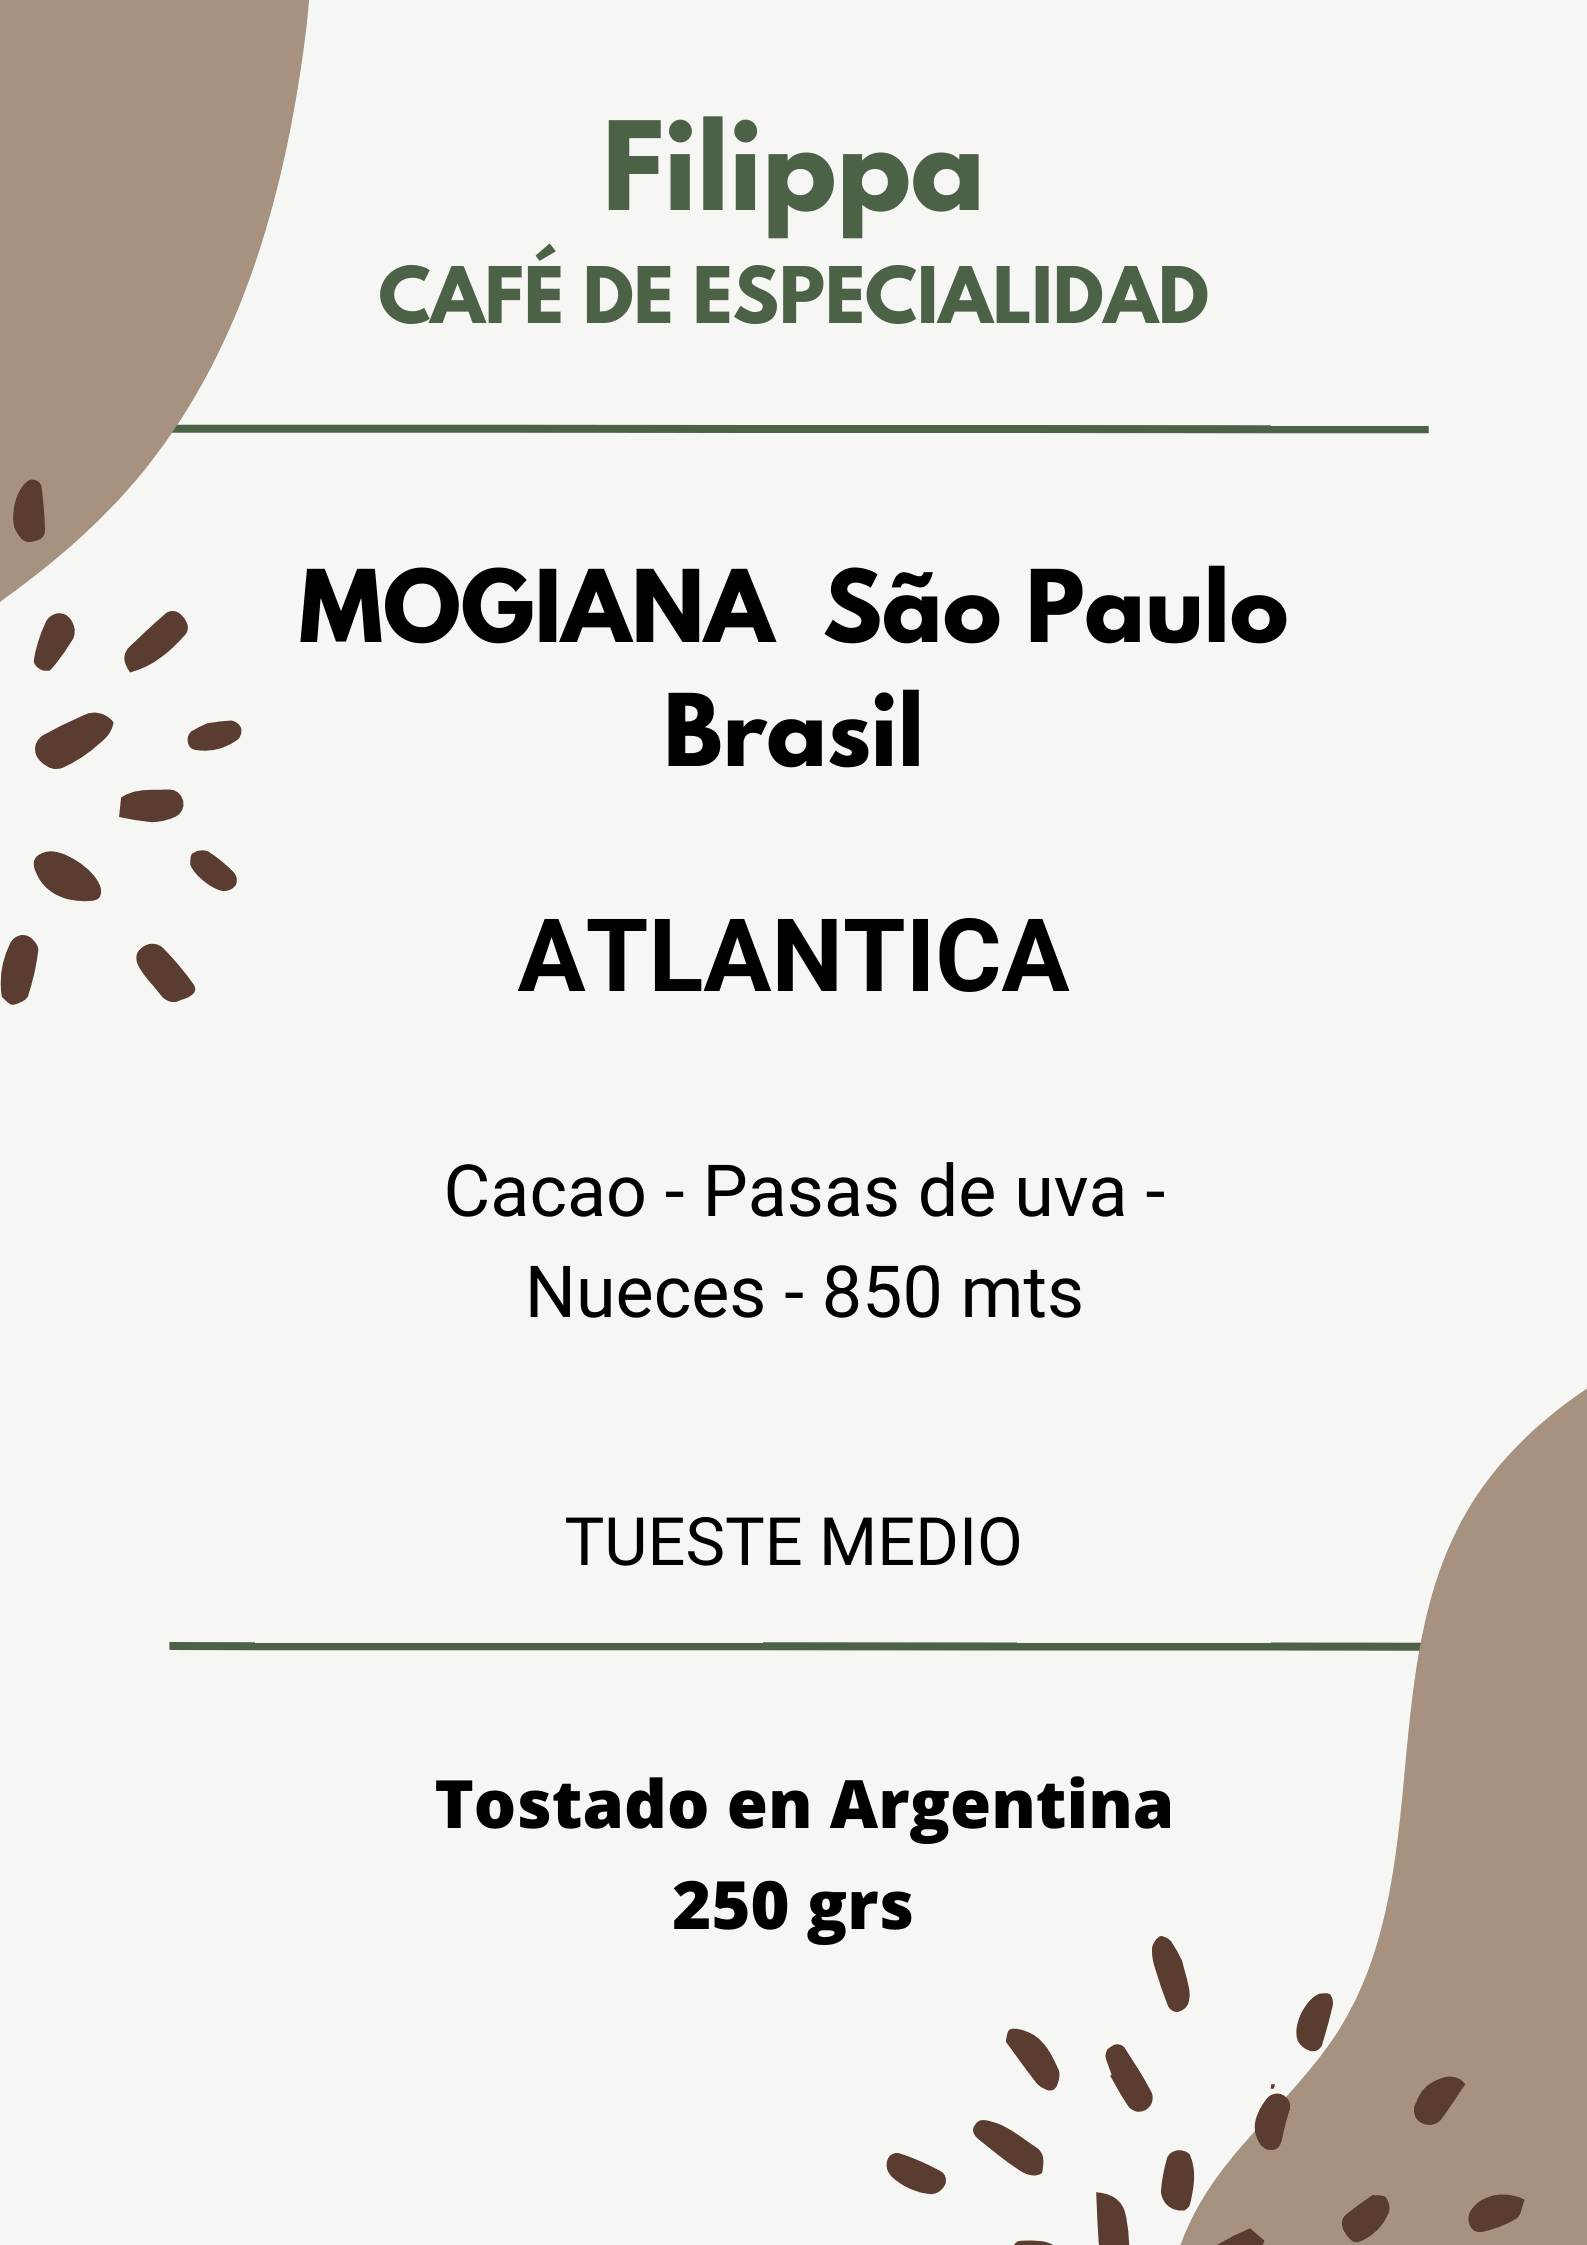 Filippa
CAFÉ DE ESPECIALIDAD
MOGIANA São Paulo
Brasil
ATLANTICA
Cacao - Pasas de uva -
Nueces - 850 mts
TUESTE MEDIO
Tostado en Argentina
250 grs